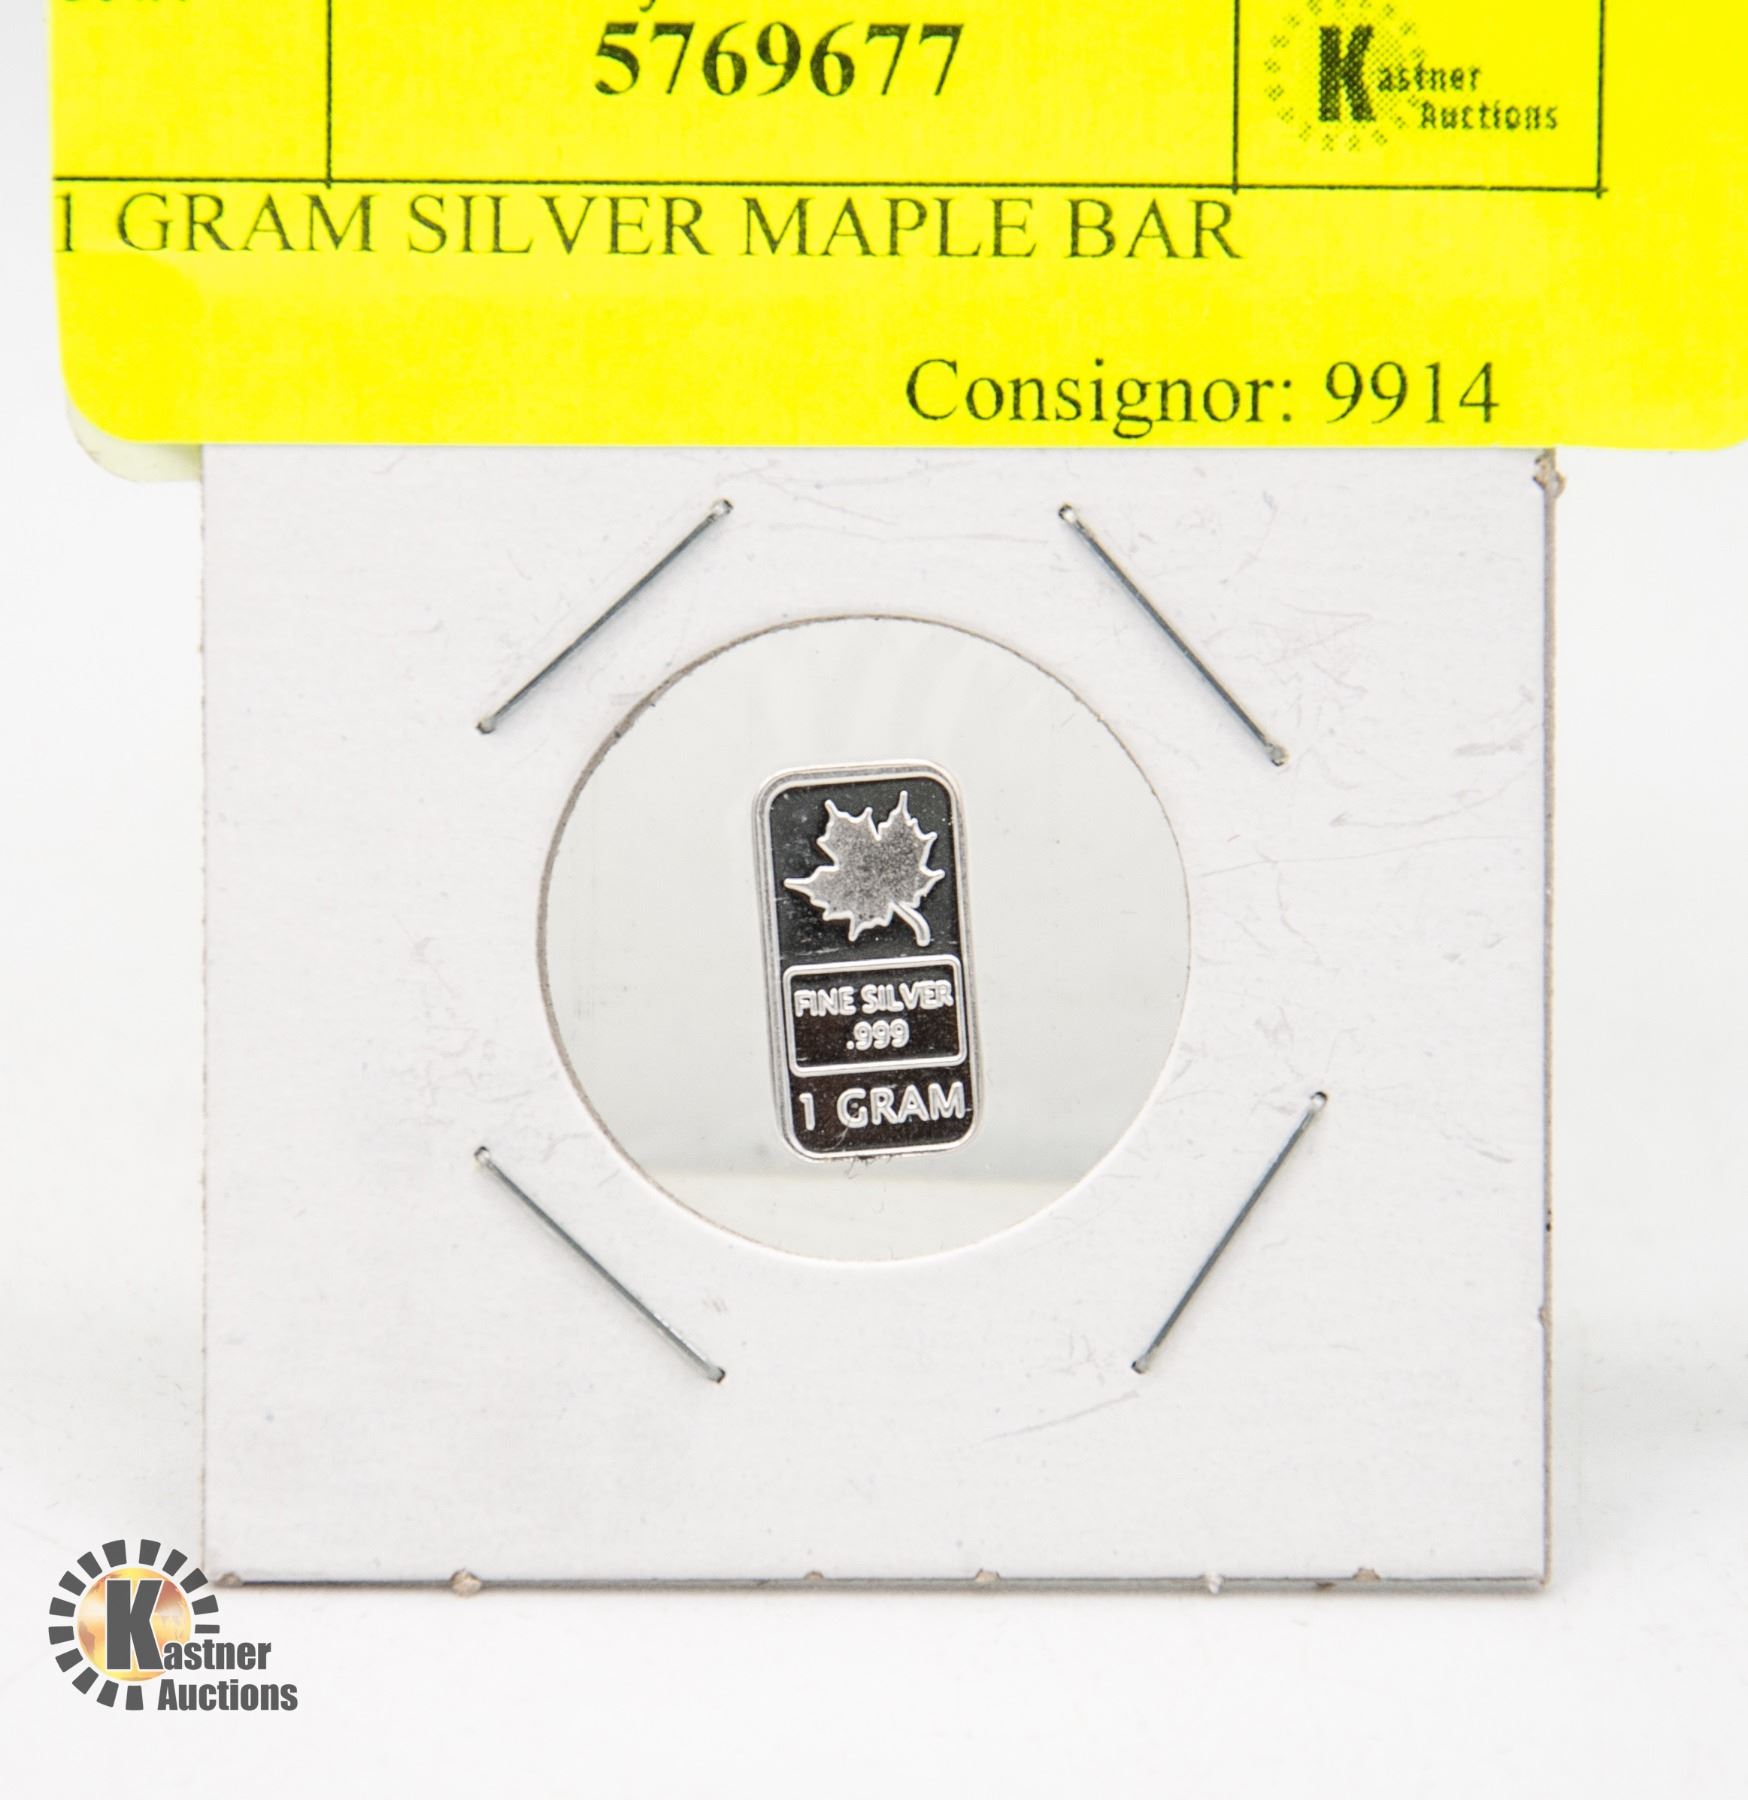 5769677
Kastner
Auctions
1 GRAM SILVER MAPLE BAR
Consignor: 9914
FINE SILVER
.999
1 GRAM
Kastner
Auctions